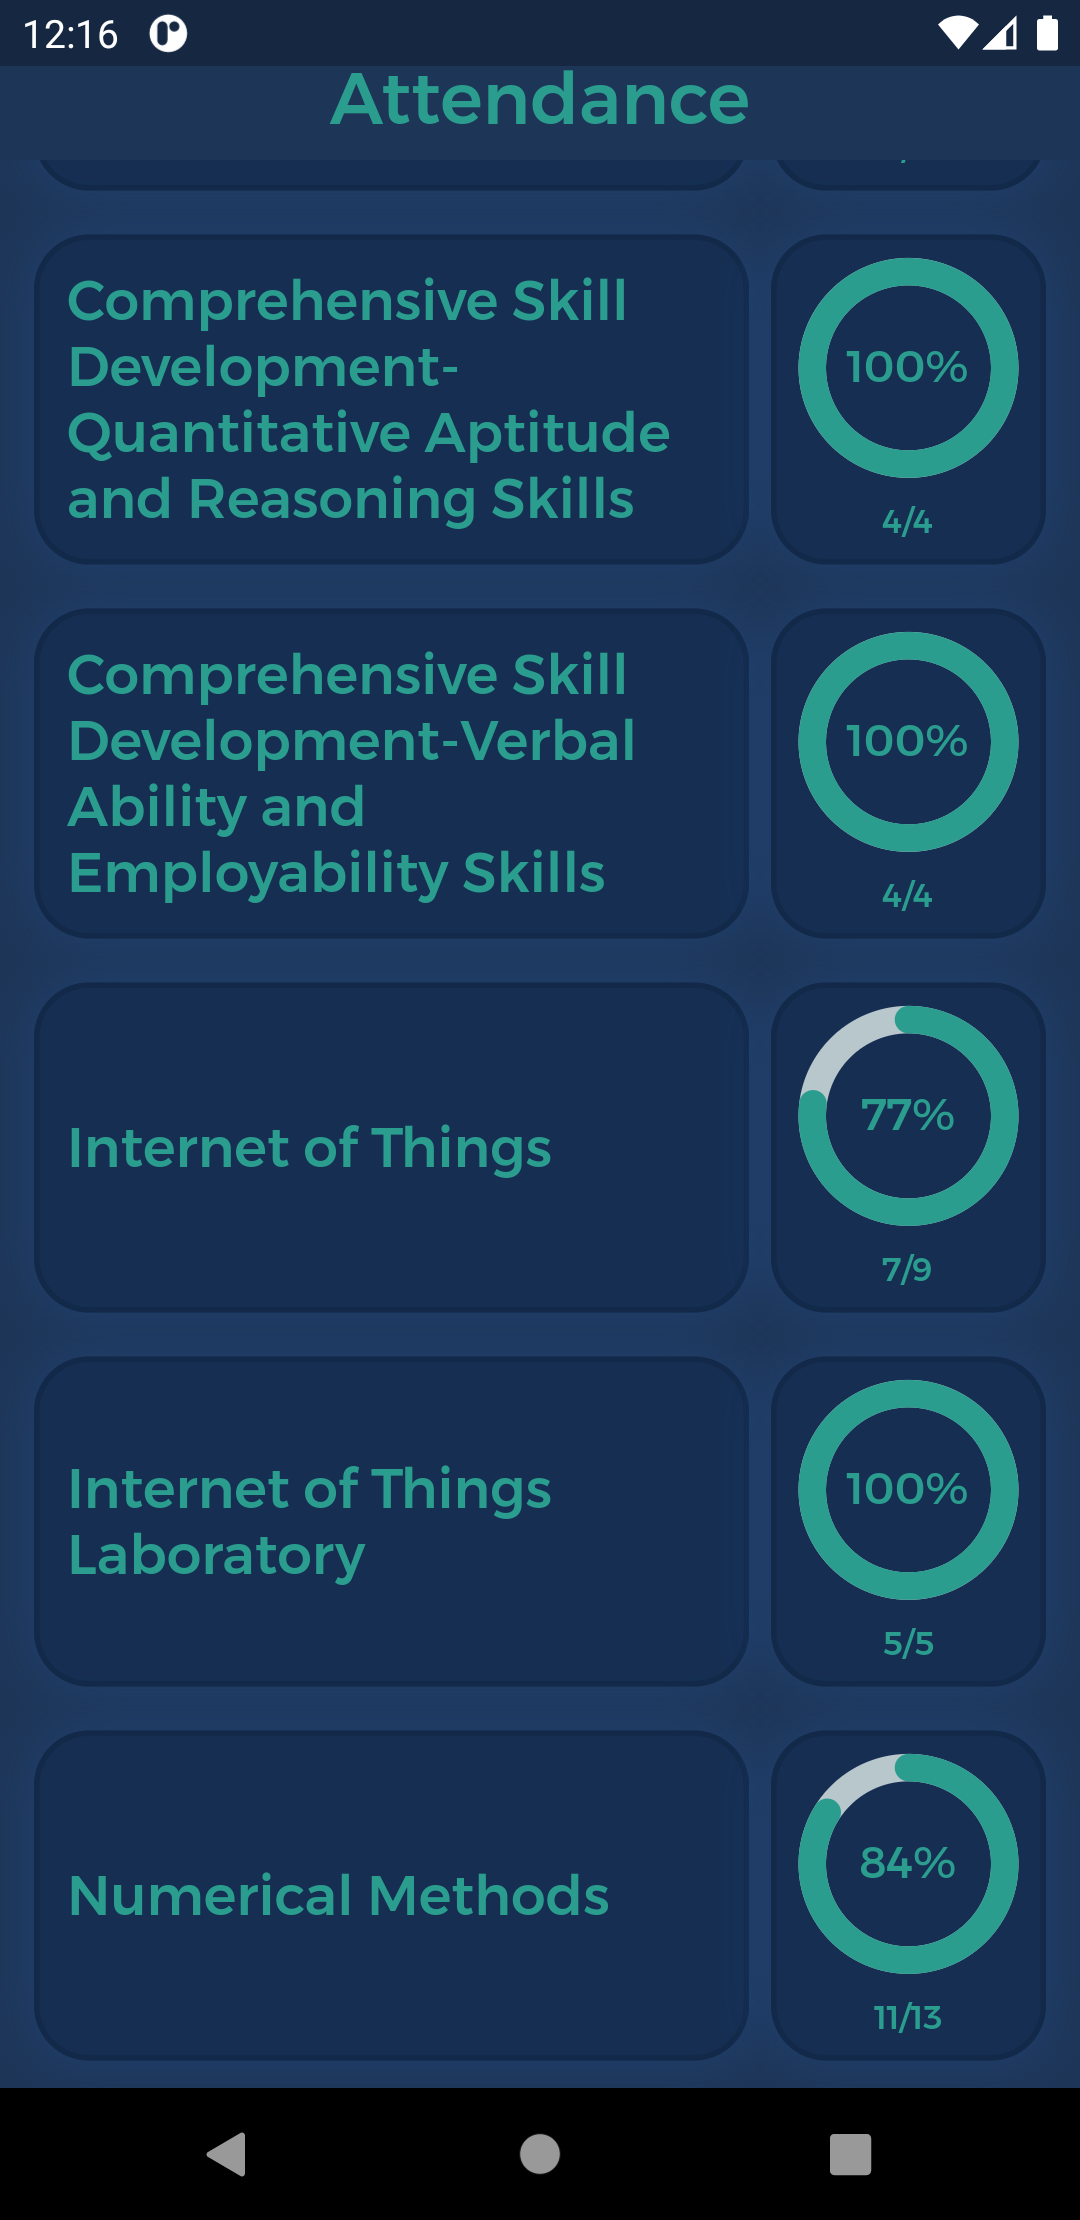 12:16
Attendance
Comprehensive Skill
Development-
Quantitative Aptitude
and Reasoning Skills
100%
4/4
Comprehensive Skill
Development-Verbal
Ability and
Employability Skills
100%
4/4
Internet of Things
77%
7/9
Internet of Things
Laboratory
100%
5/5
Numerical Methods
84%
11/13